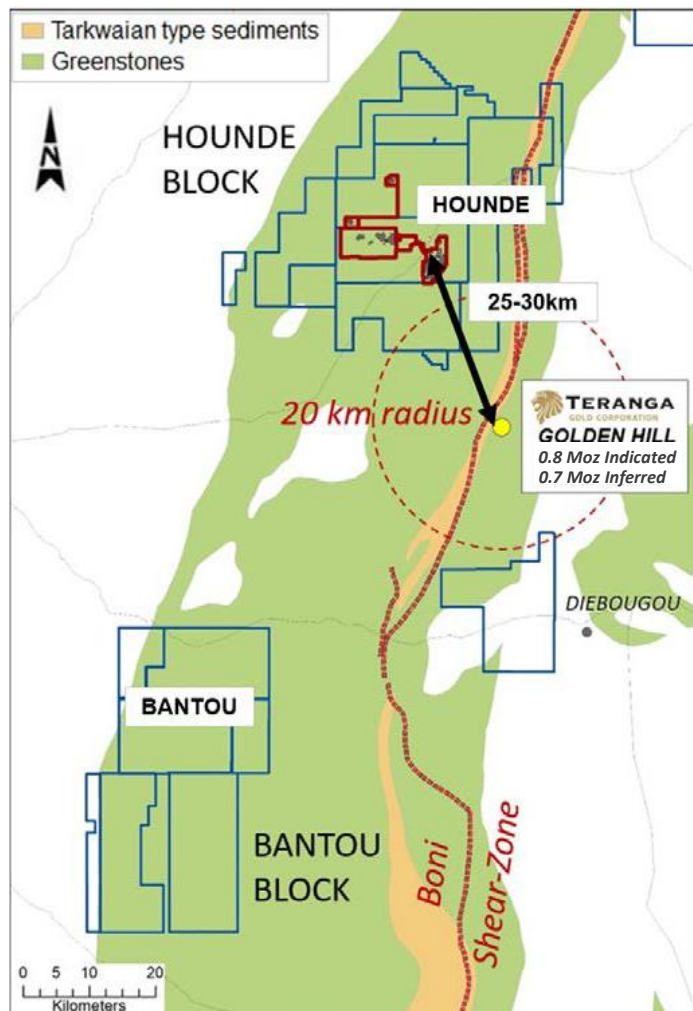 Tarkwaian type sediments
Greenstones
N
HOUNDE
BLOCK
HOUNDE
25-30km
20 km radius
TERANGA
GOLD CORPORATION
GOLDEN HILL
0.8 Moz Indicated
0.7 Moz Inferred
DIEBOUGOU
BANTOU
BANTOU
BLOCK
Boni
Shear-Zone
0 5 10 20
Kilometers